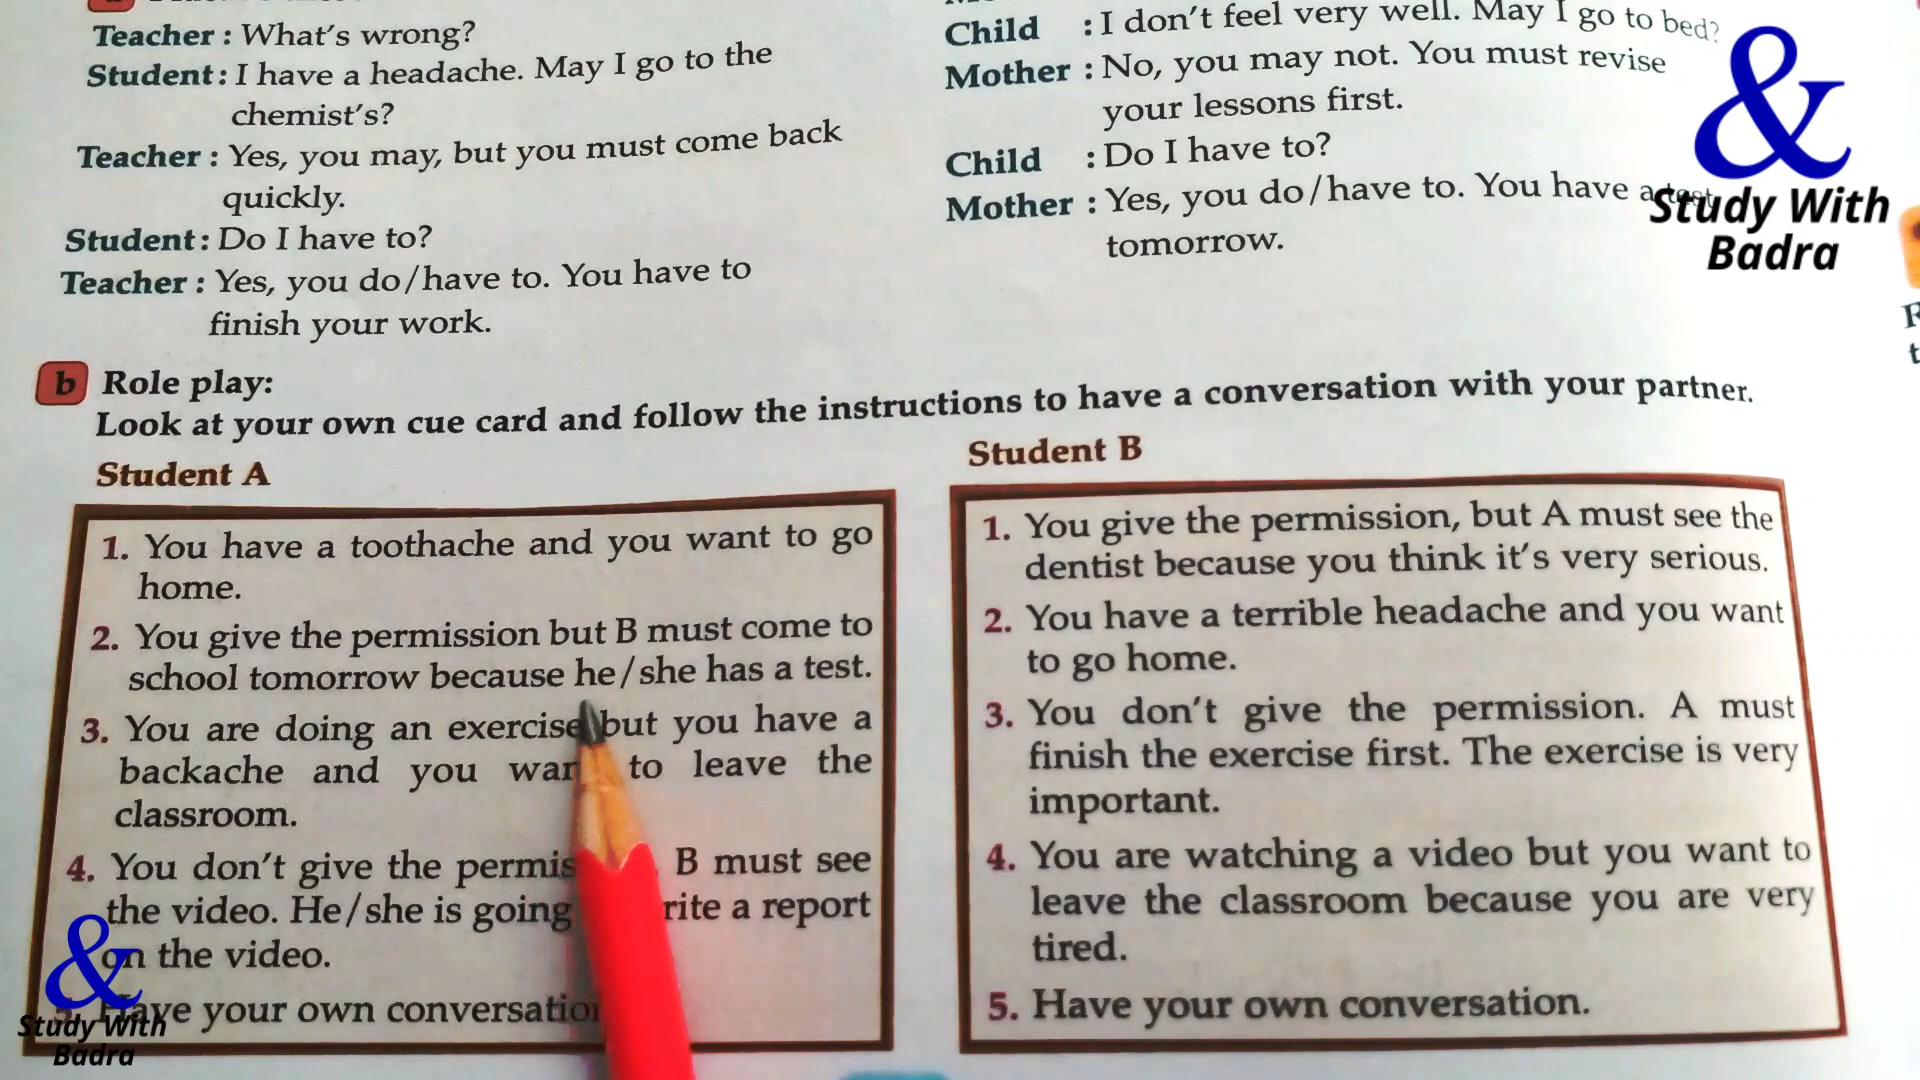 Teacher : What's wrong?
Student : I have a headache. May I go to the
chemist's?
Teacher : Yes, you may, but you must come back
quickly.
Student : Do I have to?
Teacher : Yes, you do/have to. You have to
finish your work.
Child : I don't feel very well. May I go to bed?
Mother : No, you may not. You must revise
your lessons first.
Child : Do I have to?
Mother : Yes, you do/have to. You have a test
tomorrow.
&
Study With
Badra
b Role play:
Look at your own cue card and follow the instructions to have a conversation with your partner.
Student A
1. You have a toothache and you want to go
home.
2. You give the permission but B must come to
school tomorrow because he/she has a test.
3. You are doing an exercise but you have a
backache and you want to leave the
classroom.
4. You don't give the B must see
the video. He/she is going a report
on the video.
Have your own
&
Study With
Badra
Student B
1. You give the permission, but A must see the
dentist because you think it's very serious.
2. You have a terrible headache and you want
to go home.
3. You don't give the permission. A must
finish the exercise first. The exercise is very
important.
4. You are watching a video but you want to
leave the classroom because you are very
tired.
5. Have your own conversation.